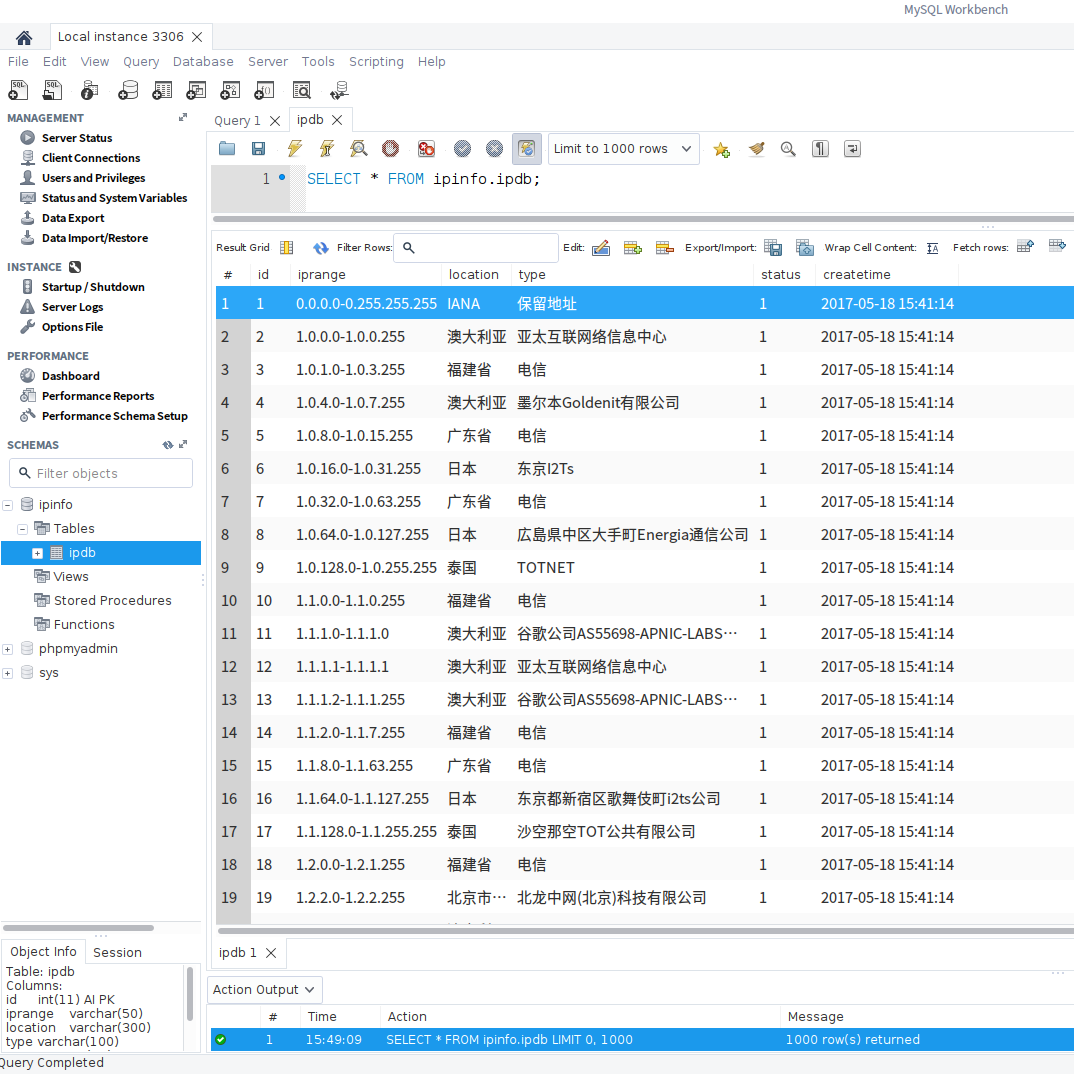 MySQL Workbench
Local instance 3306
File Edit View Query Database Server Tools Scripting Help
MANAGEMENT
Server Status
Client Connections
Users and Privileges
Status and System Variables
Data Export
Data Import/Restore
INSTANCE
Startup / Shutdown
Server Logs
Options File
PERFORMANCE
Dashboard
Performance Reports
Performance Schema Setup
SCHEMAS
Filter objects
ipinfo
Tables
ipdb
Views
Stored Procedures
Functions
phpmyadmin
sys
Object Info Session
Table: ipdb
Columns:
id int(11) AI PK
iprange varchar(50)
location varchar(300)
type varchar(100)
Query 1 ipdb
Limit to 1000 rows
1 SELECT * FROM ipinfo.ipdb;
Result Grid Filter Rows: Edit: Export/Import: Wrap Cell Content: Fetch rows:
# id iprange location type status createtime
1 1 0.0.0.0-0.255.255.255 IANA 保留地址 1 2017-05-18 15:41:14
2 2 1.0.0.0-1.0.0.255 澳大利亚 亚太互联网络信息中心 1 2017-05-18 15:41:14
3 3 1.0.1.0-1.0.3.255 福建省 电信 1 2017-05-18 15:41:14
4 4 1.0.4.0-1.0.7.255 澳大利亚 墨尔本Goldenit有限公司 1 2017-05-18 15:41:14
5 5 1.0.8.0-1.0.15.255 广东省 电信 1 2017-05-18 15:41:14
6 6 1.0.16.0-1.0.31.255 日本 东京I2Ts 1 2017-05-18 15:41:14
7 7 1.0.32.0-1.0.63.255 广东省 电信 1 2017-05-18 15:41:14
8 8 1.0.64.0-1.0.127.255 日本 広島県中区大手町Energia通信公司 1 2017-05-18 15:41:14
9 9 1.0.128.0-1.0.255.255 泰国 TOTNET 1 2017-05-18 15:41:14
10 10 1.1.0.0-1.1.0.255 福建省 电信 1 2017-05-18 15:41:14
11 11 1.1.1.0-1.1.1.0 澳大利亚 谷歌公司AS55698-APNIC-LABS… 1 2017-05-18 15:41:14
12 12 1.1.1.1-1.1.1.1 澳大利亚 亚太互联网络信息中心 1 2017-05-18 15:41:14
13 13 1.1.1.2-1.1.1.255 澳大利亚 谷歌公司AS55698-APNIC-LABS… 1 2017-05-18 15:41:14
14 14 1.1.2.0-1.1.7.255 福建省 电信 1 2017-05-18 15:41:14
15 15 1.1.8.0-1.1.63.255 广东省 电信 1 2017-05-18 15:41:14
16 16 1.1.64.0-1.1.127.255 日本 东京都新宿区歌舞伎町i2ts公司 1 2017-05-18 15:41:14
17 17 1.1.128.0-1.1.255.255 泰国 沙空那空TOT公共有限公司 1 2017-05-18 15:41:14
18 18 1.2.0.0-1.2.1.255 福建省 电信 1 2017-05-18 15:41:14
19 19 1.2.2.0-1.2.2.255 北京市… 北龙中网(北京)科技有限公司 1 2017-05-18 15:41:14
ipdb 1
Action Output
# Time Action Message
1 15:49:09 SELECT * FROM ipinfo.ipdb LIMIT 0, 1000 1000 row(s) returned
Query Completed